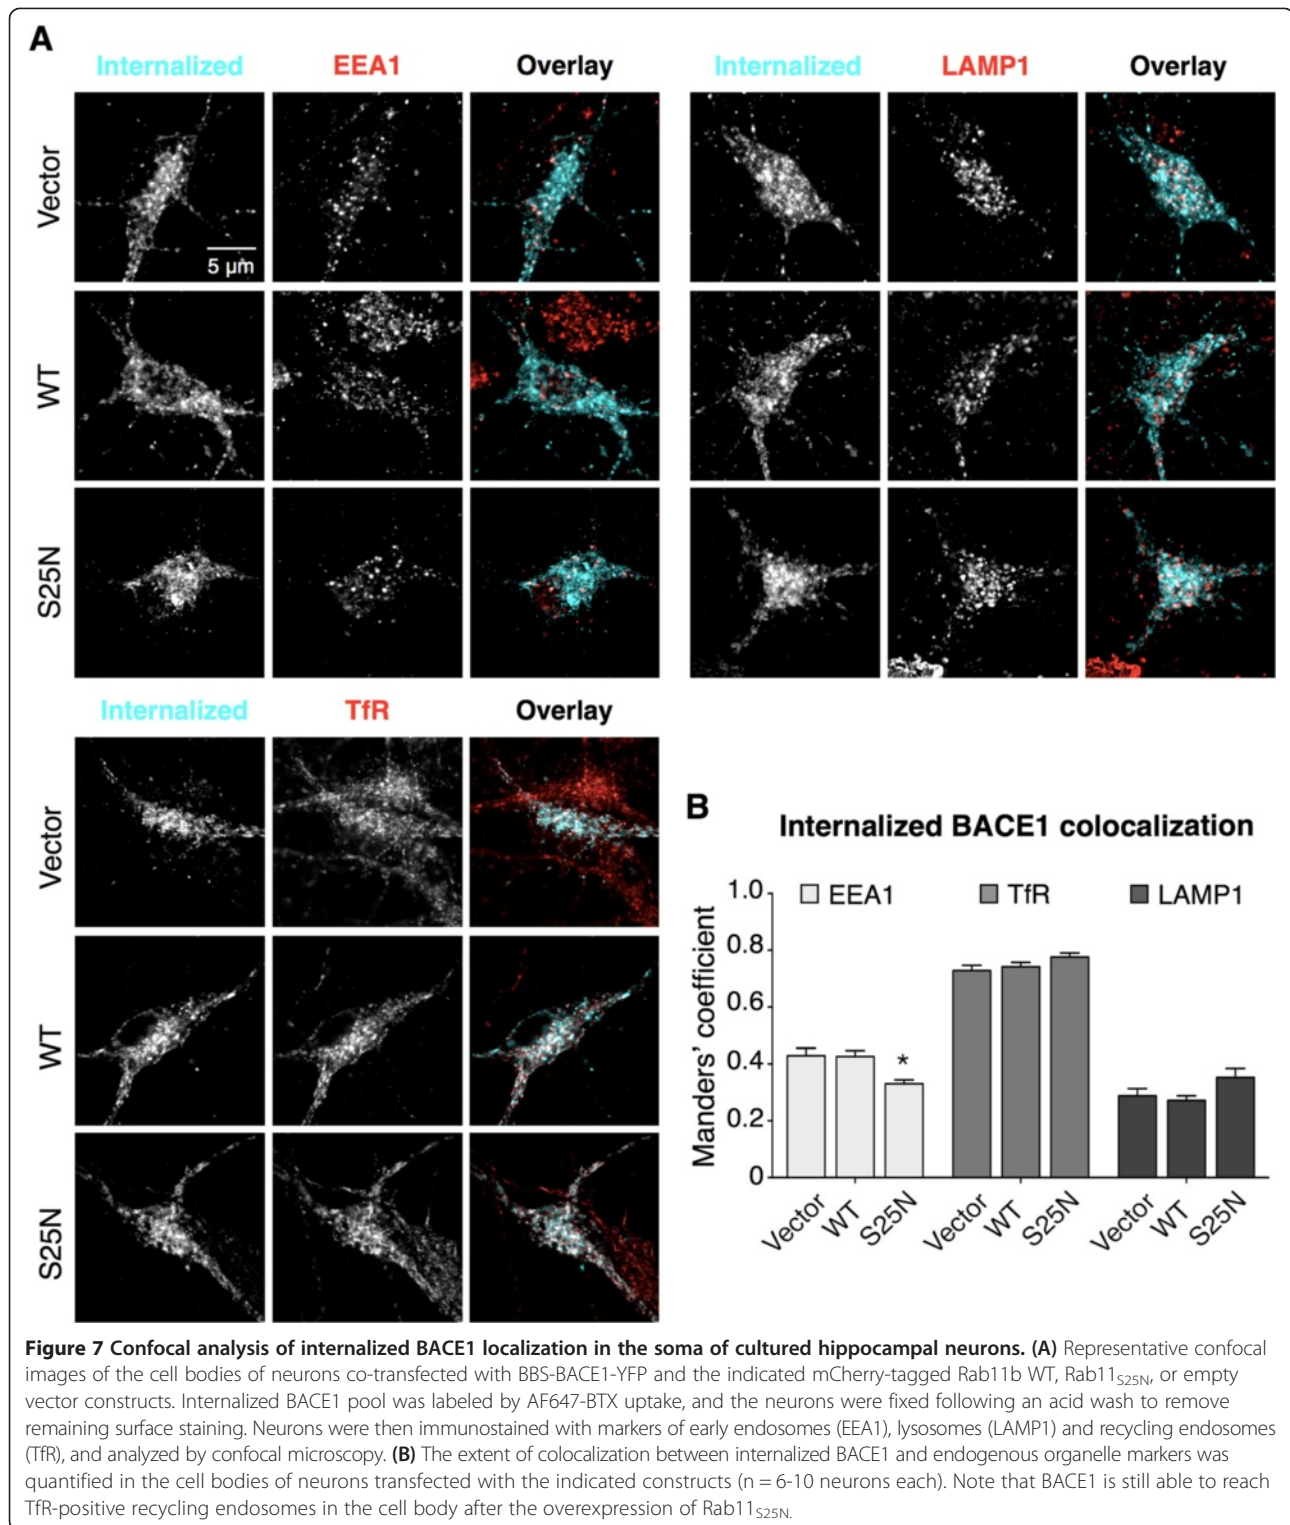 A
Internalized EEA1 Overlay Internalized LAMP1 Overlay
Vector
5 µm
WT
S25N
Internalized TfR Overlay
Vector
WT
S25N
B
Internalized BACE1 colocalization
EEA1 TfR LAMP1
Manders’ coefficient
1.0
0.8
0.6
0.4
0.2
0
*
Vector WT S25N Vector WT S25N Vector WT S25N
Figure 7 Confocal analysis of internalized BACE1 localization in the soma of cultured hippocampal neurons. (A) Representative confocal
images of the cell bodies of neurons co-transfected with BBS-BACE1-YFP and the indicated mCherry-tagged Rab11b WT, Rab11S25N, or empty
vector constructs. Internalized BACE1 pool was labeled by AF647-BTX uptake, and the neurons were fixed following an acid wash to remove
remaining surface staining. Neurons were then immunostained with markers of early endosomes (EEA1), lysosomes (LAMP1) and recycling endosomes
(TfR), and analyzed by confocal microscopy. (B) The extent of colocalization between internalized BACE1 and endogenous organelle markers was
quantified in the cell bodies of neurons transfected with the indicated constructs (n = 6-10 neurons each). Note that BACE1 is still able to reach
TfR-positive recycling endosomes in the cell body after the overexpression of Rab11S25N.